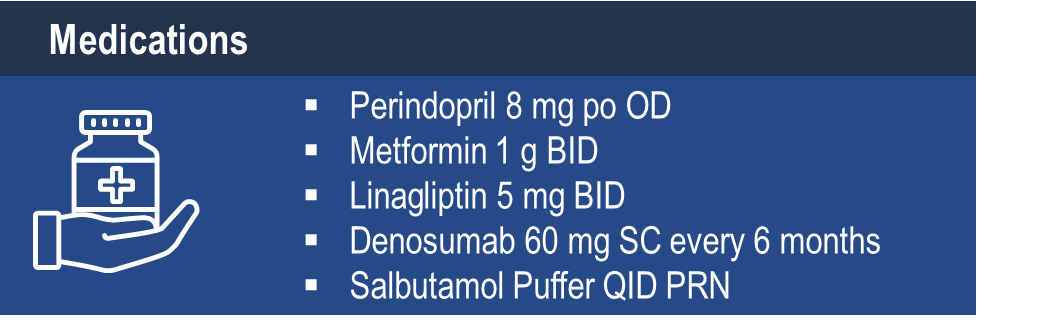 Medications
▪ Perindopril 8 mg po OD
▪ Metformin 1 g BID
▪ Linagliptin 5 mg BID
▪ Denosumab 60 mg SC every 6 months
▪ Salbutamol Puffer QID PRN